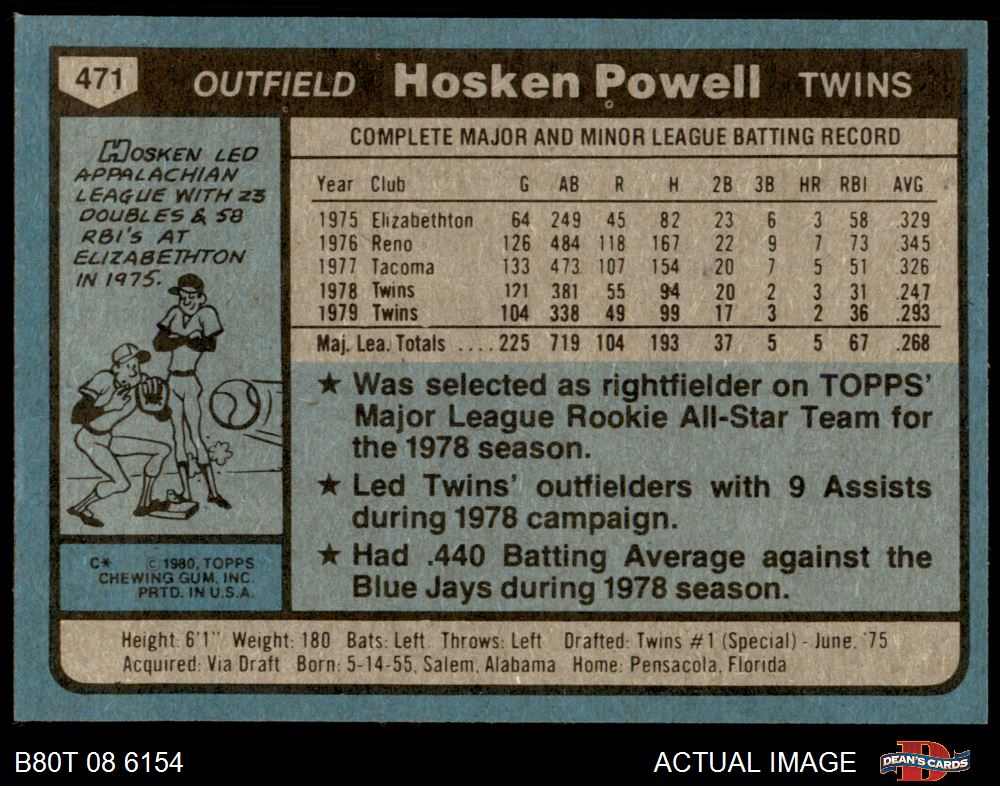 471 OUTFIELD Hosken Powell TWINS
HOSKEN LED
APPALACHIAN
LEAGUE WITH 23
DOUBLES & 58
RBI'S AT
ELIZABETHTON
IN 1975.
COMPLETE MAJOR AND MINOR LEAGUE BATTING RECORD
Year Club G AB R H 2B 3B HR RBI AVG
1975 Elizabethton 64 249 45 82 23 6 3 58 .329
1976 Reno 126 484 118 167 22 9 7 73 .345
1977 Tacoma 133 473 107 154 20 7 5 51 .326
1978 Twins 121 381 55 94 20 2 3 31 .247
1979 Twins 104 338 49 99 17 3 2 36 .293
Maj. Lea. Totals .... 225 719 104 193 37 5 5 67 .268
★ Was selected as rightfielder on TOPPS'
Major League Rookie All-Star Team for
the 1978 season.
★ Led Twins' outfielders with 9 Assists
during 1978 campaign.
★ Had .440 Batting Average against the
Blue Jays during 1978 season.
C* © 1980, TOPPS
CHEWING GUM, INC.
PRTD. IN U.S.A.
Height: 6'1" Weight: 180 Bats: Left Throws: Left Drafted: Twins #1 (Special) - June, '75
Acquired: Via Draft Born: 5-14-55, Salem, Alabama Home: Pensacola, Florida
B80T 08 6154 ACTUAL IMAGE D DEAN'S CARDS